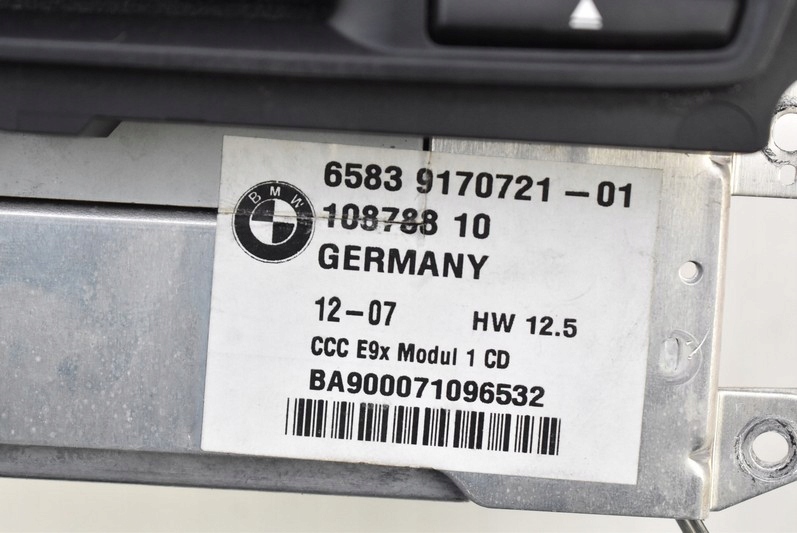 6583 9170721-01
BMW
108788 10
GERMANY
12-07 HW 12.5
CCC E9x Modul 1 CD
BA900071096532